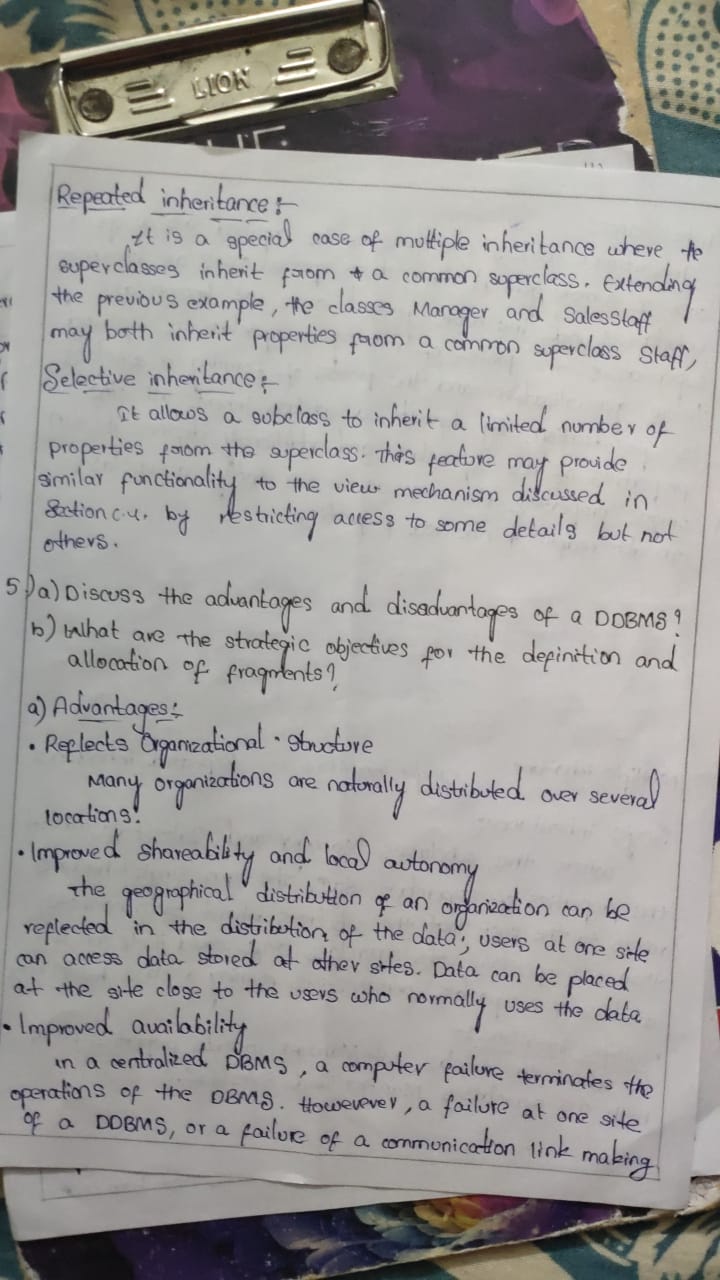 LION
Repeated inheritance :-
It is a special case of multiple inheritance where the
superclasses inherit from a common superclass. Extending
the previous example, the classes Manager and SalesStaff
may both inherit properties from a common superclass Staff,
Selective inheritance :-
It allows a subclass to inherit a limited number of
properties from the superclass. This feature may provide
similar functionality to the view mechanism discussed in
Section c.4. by restricting access to some details but not
others.
5) a) Discuss the advantages and disadvantages of a DDBMS?
b) What are the strategic objectives for the definition and
allocation of fragments?
a) Advantages :-
• Reflects Organizational structure
Many organizations are naturally distributed over several
locations.
• Improved shareability and local autonomy
The geographical distribution of an organization can be
reflected in the distribution of the data; users at one site
can access data stored at other sites. Data can be placed
at the site close to the users who normally uses the data
• Improved availability
in a centralized DBMS, a computer failure terminates the
operations of the DBMS. Howevever, a failure at one site
of a DDBMS, or a failure of a communication link making